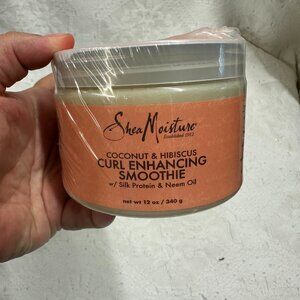 SheaMoisture
Established 1912
COCONUT & HIBISCUS
CURL ENHANCING
SMOOTHIE
w/ Silk Protein & Neem Oil
net wt 12 oz / 340 g